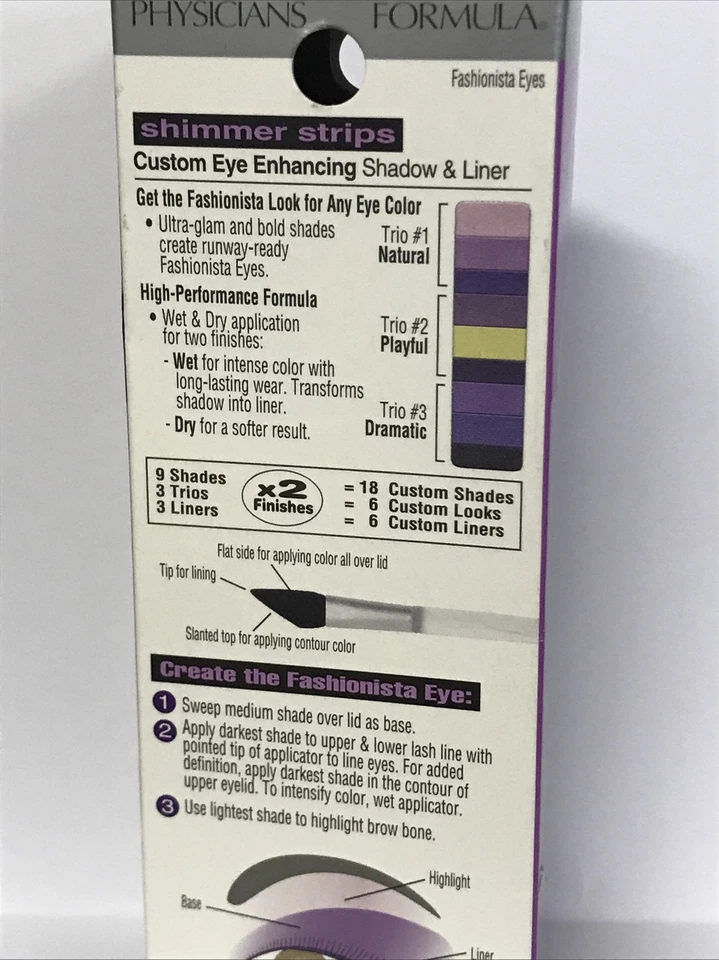 PHYSICIANS FORMULA
Fashionista Eyes
shimmer strips
Custom Eye Enhancing Shadow & Liner
Get the Fashionista Look for Any Eye Color
• Ultra-glam and bold shades
create runway-ready
Fashionista Eyes.
High-Performance Formula
• Wet & Dry application
for two finishes:
- Wet for intense color with
long-lasting wear. Transforms
shadow into liner.
- Dry for a softer result.
Trio #1
Natural
Trio #2
Playful
Trio #3
Dramatic
9 Shades
3 Trios
3 Liners
x2
Finishes
= 18 Custom Shades
= 6 Custom Looks
= 6 Custom Liners
Flat side for applying color all over lid
Tip for lining
Slanted top for applying contour color
Create the Fashionista Eye:
1 Sweep medium shade over lid as base.
2 Apply darkest shade to upper & lower lash line with
pointed tip of applicator to line eyes. For added
definition, apply darkest shade in the contour of
upper eyelid. To intensify color, wet applicator.
3 Use lightest shade to highlight brow bone.
Highlight
Base
Liner